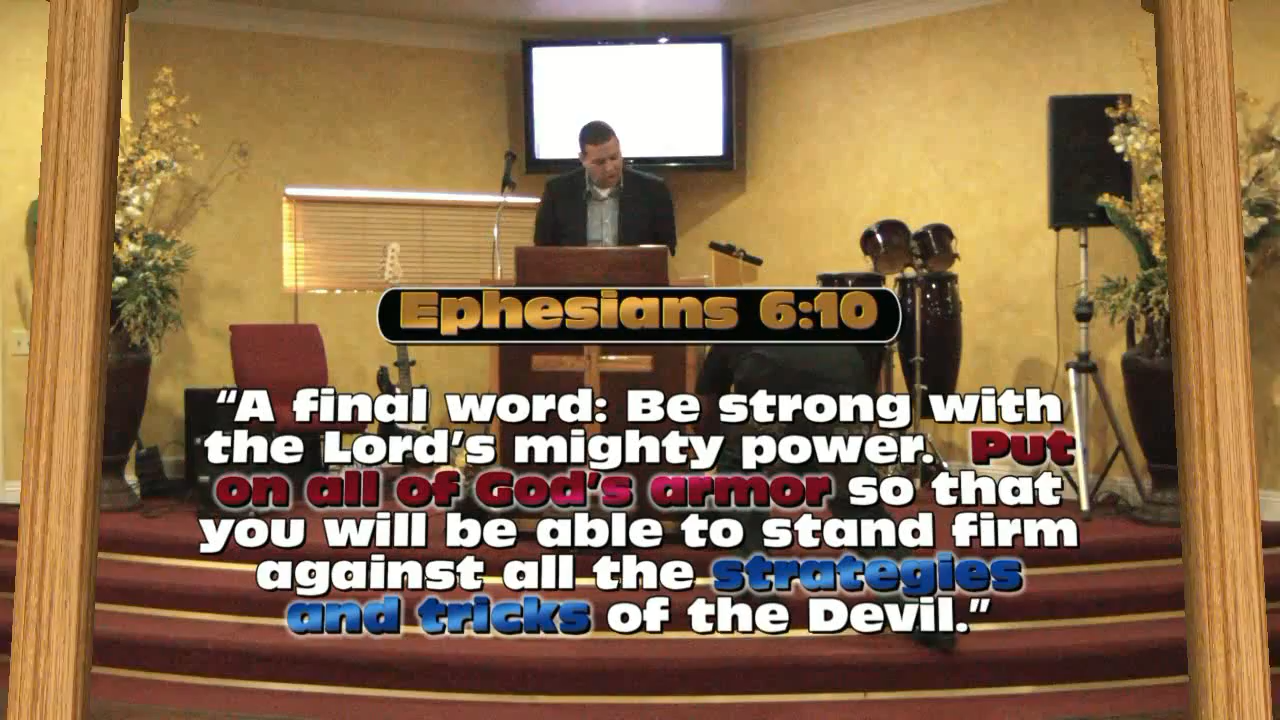 Ephesians 6:10
“A final word: Be strong with
the Lord’s mighty power. Put
on all of God’s armor so that
you will be able to stand firm
against all the strategies
and tricks of the Devil.”